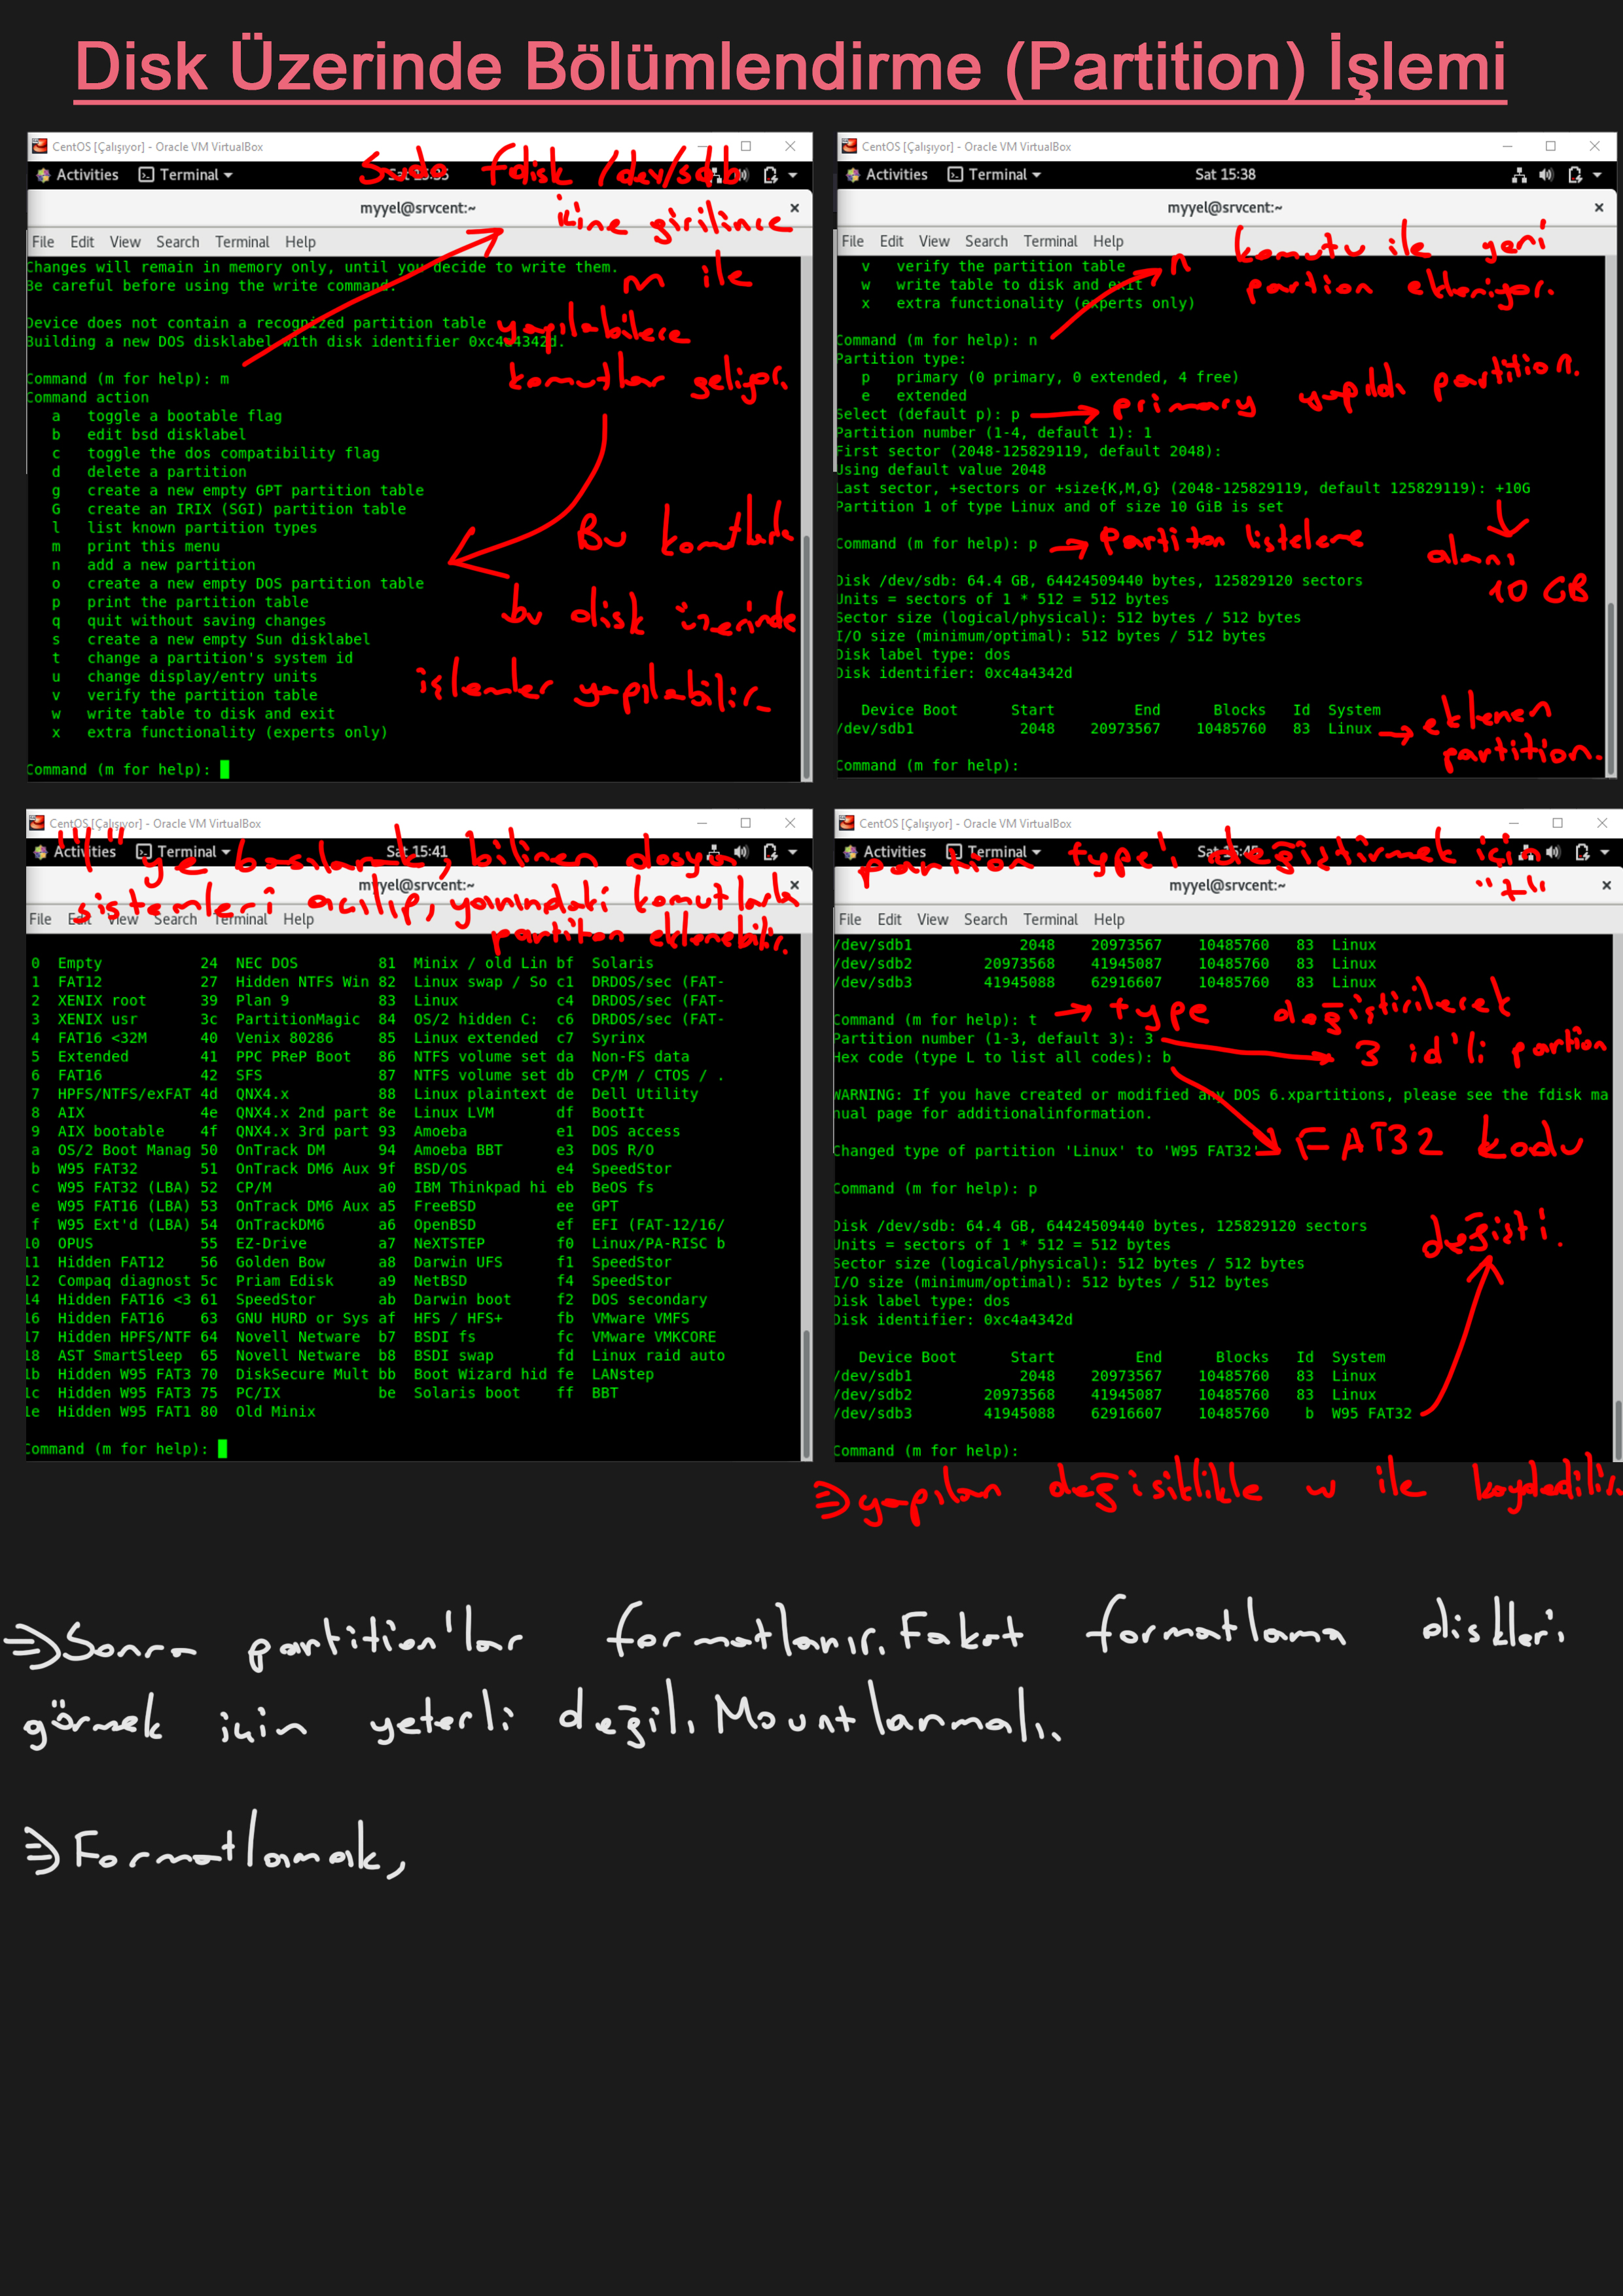 Disk Üzerinde Bölümlendirme (Partition) İşlemi
CentOS [Çalışıyor] - Oracle VM VirtualBox
Activities Terminal
Sudo fdisk /dev/sdb
myyel@srvcent:~
içine girilince
File Edit View Search Terminal Help
Changes will remain in memory only, until you decide to write them.
Be careful before using the write command.
m ile
Device does not contain a recognized partition table
yapılabilece
Building a new DOS disklabel with disk identifier 0xc4a4342d.
komutlar geliyor.
Command (m for help): m
Command action
a toggle a bootable flag
b edit bsd disklabel
c toggle the dos compatibility flag
d delete a partition
g create a new empty GPT partition table
G create an IRIX (SGI) partition table
l list known partition types
m print this menu
n add a new partition
o create a new empty DOS partition table
p print the partition table
q quit without saving changes
s create a new empty Sun disklabel
t change a partition's system id
u change display/entry units
v verify the partition table
w write table to disk and exit
x extra functionality (experts only)
Bu komutlarla
bu disk üzerinde
işlemler yapılabilir
Command (m for help):
CentOS [Çalışıyor] - Oracle VM VirtualBox
Activities Terminal Sat 15:38
myyel@srvcent:~
File Edit View Search Terminal Help
v verify the partition table
w write table to disk and exit
x extra functionality (experts only)
n komutu ile yeni
partion ekleniyor.
Command (m for help): n
Partition type:
p primary (0 primary, 0 extended, 4 free)
e extended
Select (default p): p → primary yapıldı partition.
Partition number (1-4, default 1): 1
First sector (2048-125829119, default 2048):
Using default value 2048
Last sector, +sectors or +size{K,M,G} (2048-125829119, default 125829119): +10G
Partition 1 of type Linux and of size 10 GiB is set
alanı
10 GB
Command (m for help): p → Partiton listeleme
Disk /dev/sdb: 64.4 GB, 64424509440 bytes, 125829120 sectors
Units = sectors of 1 * 512 = 512 bytes
Sector size (logical/physical): 512 bytes / 512 bytes
I/O size (minimum/optimal): 512 bytes / 512 bytes
Disk label type: dos
Disk identifier: 0xc4a4342d
Device Boot Start End Blocks Id System
/dev/sdb1 2048 20973567 10485760 83 Linux → eklenen
partition.
Command (m for help):
CentOS [Çalışıyor] - Oracle VM VirtualBox
Activities Terminal Sat 15:41
"l" ye basılarak, bilinen dosya
myyel@srvcent:~
sistemleri acilip, yanındaki komutlarla
File Edit View Search Terminal Help
partiton eklenebilir.
0 Empty 24 NEC DOS 81 Minix / old Lin bf Solaris
1 FAT12 27 Hidden NTFS Win 82 Linux swap / So c1 DRDOS/sec (FAT-
2 XENIX root 39 Plan 9 83 Linux c4 DRDOS/sec (FAT-
3 XENIX usr 3c PartitionMagic 84 OS/2 hidden C: c6 DRDOS/sec (FAT-
4 FAT16 <32M 40 Venix 80286 85 Linux extended c7 Syrinx
5 Extended 41 PPC PReP Boot 86 NTFS volume set da Non-FS data
6 FAT16 42 SFS 87 NTFS volume set db CP/M / CTOS / .
7 HPFS/NTFS/exFAT 4d QNX4.x 88 Linux plaintext de Dell Utility
8 AIX 4e QNX4.x 2nd part 8e Linux LVM df BootIt
9 AIX bootable 4f QNX4.x 3rd part 93 Amoeba e1 DOS access
a OS/2 Boot Manag 50 OnTrack DM 94 Amoeba BBT e3 DOS R/O
b W95 FAT32 51 OnTrack DM6 Aux 9f BSD/OS e4 SpeedStor
c W95 FAT32 (LBA) 52 CP/M a0 IBM Thinkpad hi eb BeOS fs
e W95 FAT16 (LBA) 53 OnTrack DM6 Aux a5 FreeBSD ee GPT
f W95 Ext'd (LBA) 54 OnTrackDM6 a6 OpenBSD ef EFI (FAT-12/16/
10 OPUS 55 EZ-Drive a7 NeXTSTEP f0 Linux/PA-RISC b
11 Hidden FAT12 56 Golden Bow a8 Darwin UFS f1 SpeedStor
12 Compaq diagnost 5c Priam Edisk a9 NetBSD f4 SpeedStor
14 Hidden FAT16 <3 61 SpeedStor ab Darwin boot f2 DOS secondary
16 Hidden FAT16 63 GNU HURD or Sys af HFS / HFS+ fb VMware VMFS
17 Hidden HPFS/NTF 64 Novell Netware b7 BSDI fs fc VMware VMKCORE
18 AST SmartSleep 65 Novell Netware b8 BSDI swap fd Linux raid auto
1b Hidden W95 FAT3 70 DiskSecure Mult bb Boot Wizard hid fe LANstep
1c Hidden W95 FAT3 75 PC/IX be Solaris boot ff BBT
1e Hidden W95 FAT1 80 Old Minix
Command (m for help):
CentOS [Çalışıyor] - Oracle VM VirtualBox
Activities Terminal
partion type'ı değiştirmek için
myyel@srvcent:~
"t"
File Edit View Search Terminal Help
/dev/sdb1 2048 20973567 10485760 83 Linux
/dev/sdb2 20973568 41945087 10485760 83 Linux
/dev/sdb3 41945088 62916607 10485760 83 Linux
Command (m for help): t → type değiştirilecek
Partition number (1-3, default 3): 3 → 3 id'li partion
Hex code (type L to list all codes): b
WARNING: If you have created or modified any DOS 6.xpartitions, please see the fdisk ma
nual page for additionalinformation.
Changed type of partition 'Linux' to 'W95 FAT32' → FAT32 kodu
Command (m for help): p
Disk /dev/sdb: 64.4 GB, 64424509440 bytes, 125829120 sectors
Units = sectors of 1 * 512 = 512 bytes
Sector size (logical/physical): 512 bytes / 512 bytes
I/O size (minimum/optimal): 512 bytes / 512 bytes
Disk label type: dos
Disk identifier: 0xc4a4342d
değişti.
Device Boot Start End Blocks Id System
/dev/sdb1 2048 20973567 10485760 83 Linux
/dev/sdb2 20973568 41945087 10485760 83 Linux
/dev/sdb3 41945088 62916607 10485760 b W95 FAT32
Command (m for help):
⇒ yapılan değişiklikle w ile kaydedilir.
⇒ Sonra partition'lar formatlanır. Fakat formatlama diskleri
görmek için yeterli değil. Mountlanmalı.
⇒ Formatlamak,